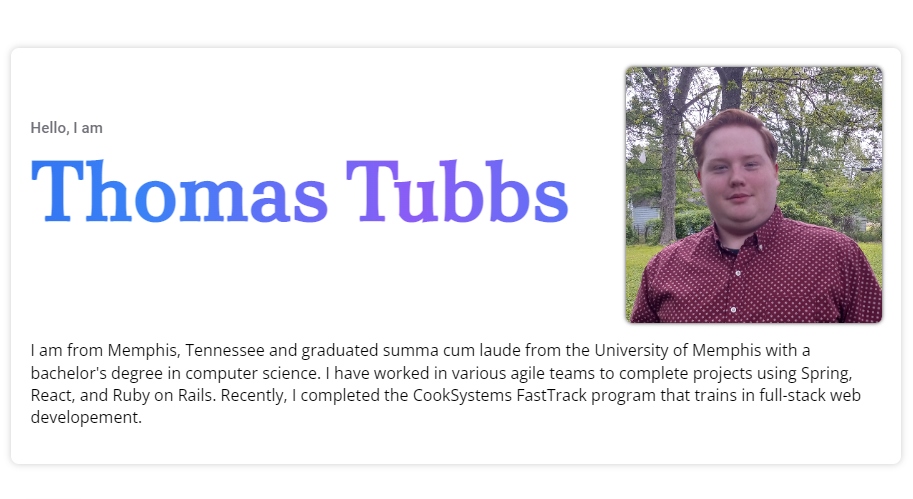 Hello, I am
Thomas Tubbs
I am from Memphis, Tennessee and graduated summa cum laude from the University of Memphis with a
bachelor's degree in computer science. I have worked in various agile teams to complete projects using Spring,
React, and Ruby on Rails. Recently, I completed the CookSystems FastTrack program that trains in full-stack web
developement.